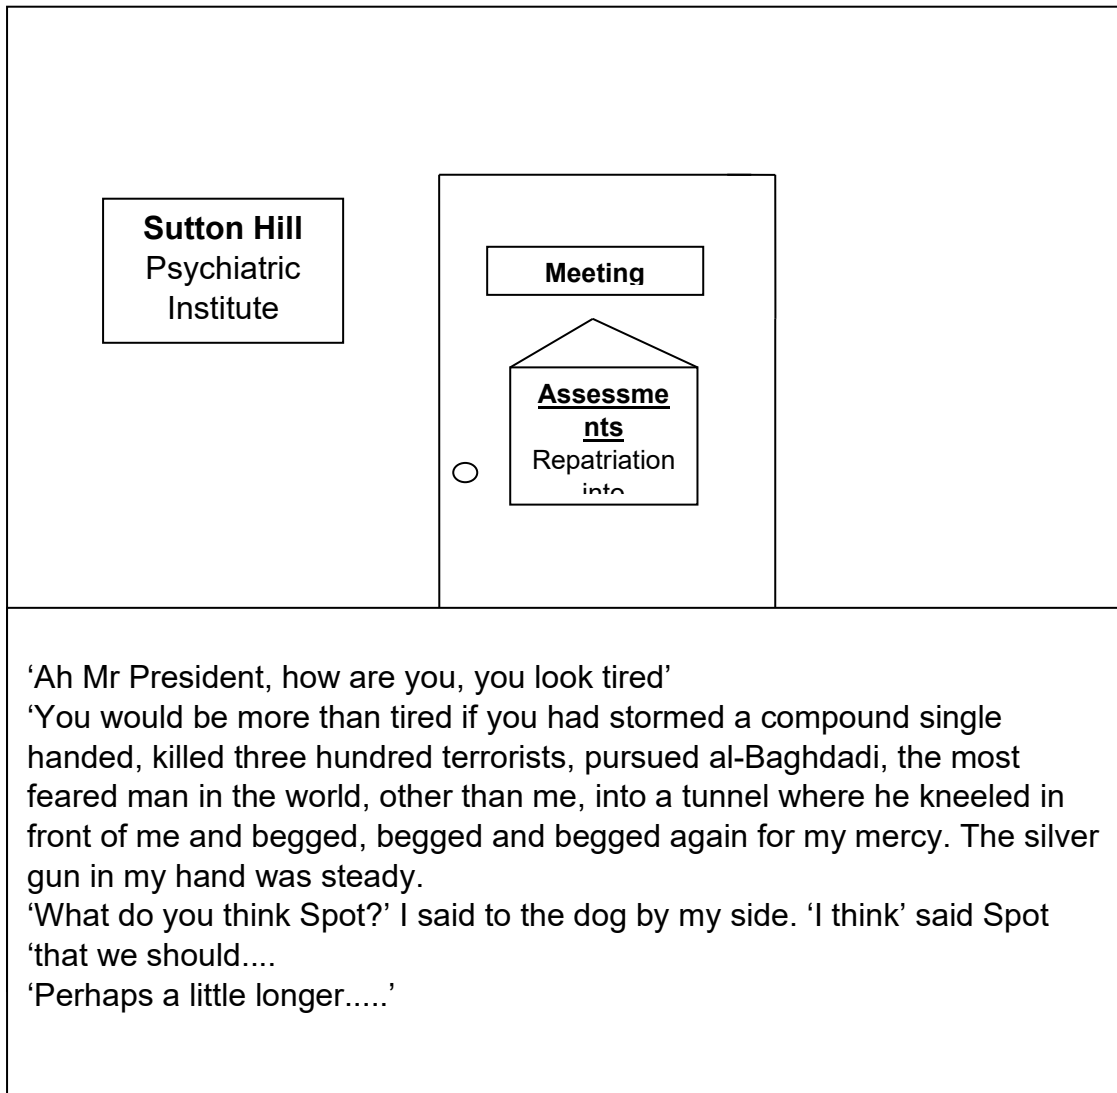 Sutton Hill
Psychiatric
Institute
Meeting
Assessme
nts
Repatriation
into
‘Ah Mr President, how are you, you look tired’
‘You would be more than tired if you had stormed a compound single
handed, killed three hundred terrorists, pursued al-Baghdadi, the most
feared man in the world, other than me, into a tunnel where he kneeled in
front of me and begged, begged and begged again for my mercy. The silver
gun in my hand was steady.
‘What do you think Spot?’ I said to the dog by my side. ‘I think’ said Spot
‘that we should....
‘Perhaps a little longer.....’